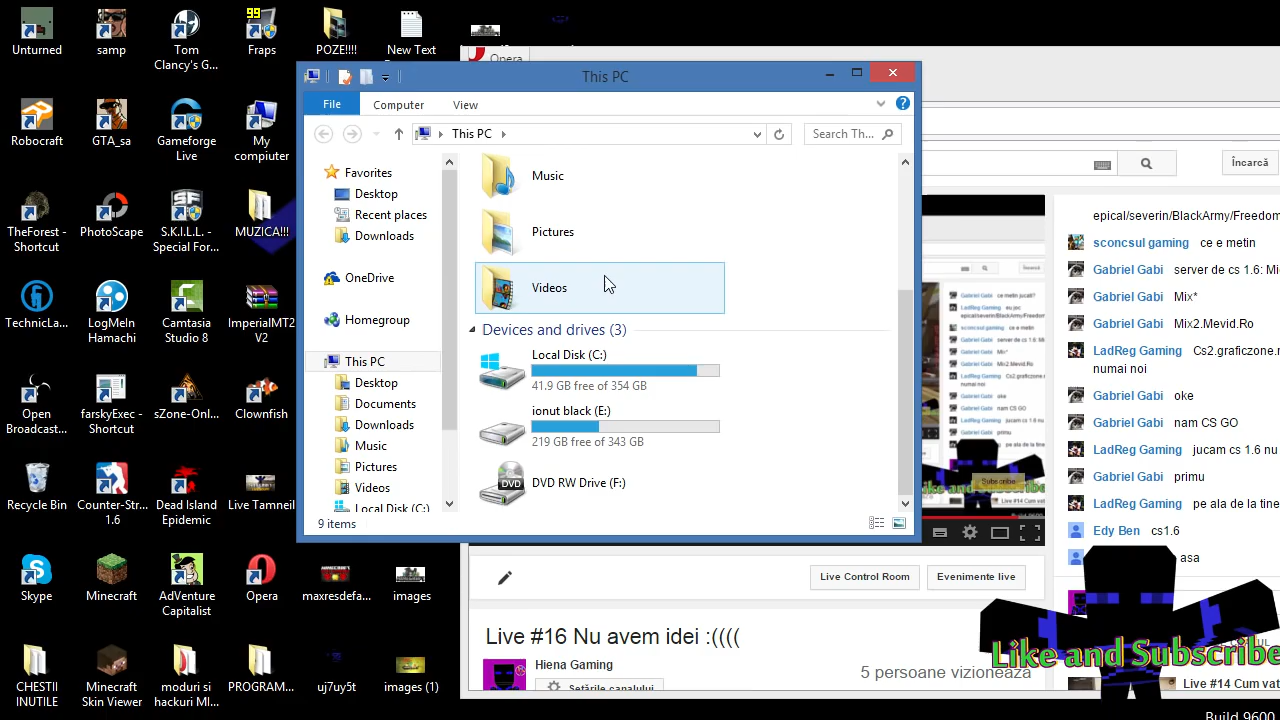 Unturned
samp
Tom
Clancy's G...
99
Fraps
POZE!!!!
New Text
Robocraft
GTA_sa
Gameforge
Live
My
computer
TheForest -
Shortcut
PhotoScape
S.K.I.L.L. -
Special For...
MUZICA!!!
TechnicLa...
LogMeIn
Hamachi
Camtasia
Studio 8
ImperialMT2
V2
Open
Broadcast...
farskyExec -
Shortcut
sZone-Onl...
Clownfish
Recycle Bin
Counter-Str...
1.6
Dead Island
Epidemic
Live Tamneil
Skype
Minecraft
AdVenture
Capitalist
Opera
maxresdefa...
images
CHESTII
INUTILE
Minecraft
Skin Viewer
moduri si
hackuri MI...
PROGRAM...
uj7uy5t
images (1)
Opera
This PC
File
Computer
View
This PC
Search Th...
Favorites
Desktop
Recent places
Downloads
OneDrive
Homegroup
This PC
Desktop
Documents
Downloads
Music
Pictures
Videos
Local Disk (C:)
Music
Pictures
Videos
Devices and drives (3)
Local Disk (C:)
41.9 GB free of 354 GB
219 GB free of 343 GB
DVD
DVD RW Drive (F:)
9 items
Încarcă
epical/severin/BlackArmy/Freedom
sconcsul gaming ce e metin
Gabriel Gabi server de cs 1.6: Mi
Gabriel Gabi Mix*
Gabriel Gabi Mix2.Mevid.Ro
LadReg Gaming Cs2.graficzone.
numai noi
Gabriel Gabi oke
Gabriel Gabi nam CS GO
LadReg Gaming jucam cs 1.6 nu
Gabriel Gabi primu
LadReg Gaming pe ala de la tine
Edy Ben cs1.6
asa
Subscribe
Live Control Room
Evenimente live
Live #16 Nu avem idei :((((
Hiena Gaming
Setările canalului
5 persoane vizionează
Like and Subscribe
Live #14 Cum vat
Build 9600